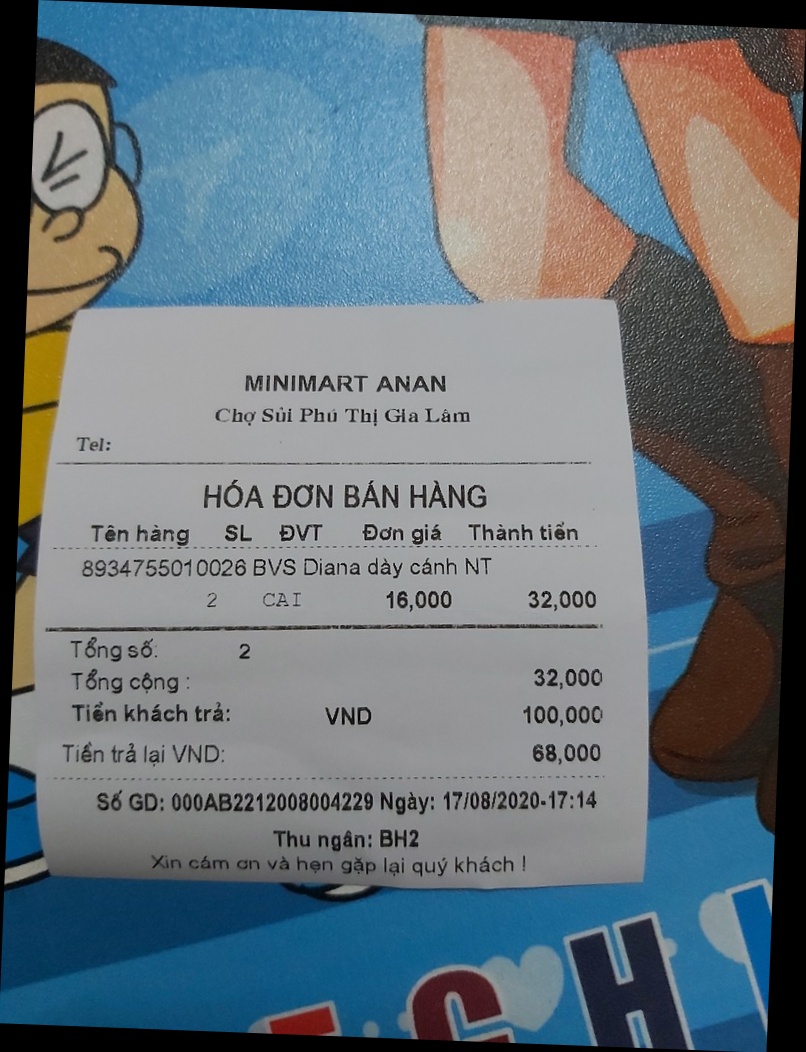 MINIMART ANAN
Chợ Sủi Phú Thị Gia Lâm
Tel:
HÓA ĐƠN BÁN HÀNG
Tên hàng SL ĐVT Đơn giá Thành tiền
8934755010026 BVS Diana dày cánh NT
2 CAI 16,000 32,000
Tổng số: 2
Tổng cộng : 32,000
Tiền khách trả: VND 100,000
Tiền trả lại VND: 68,000
Số GD: 000AB2212008004229 Ngày: 17/08/2020-17:14
Thu ngân: BH2
Xin cám ơn và hẹn gặp lại quý khách !